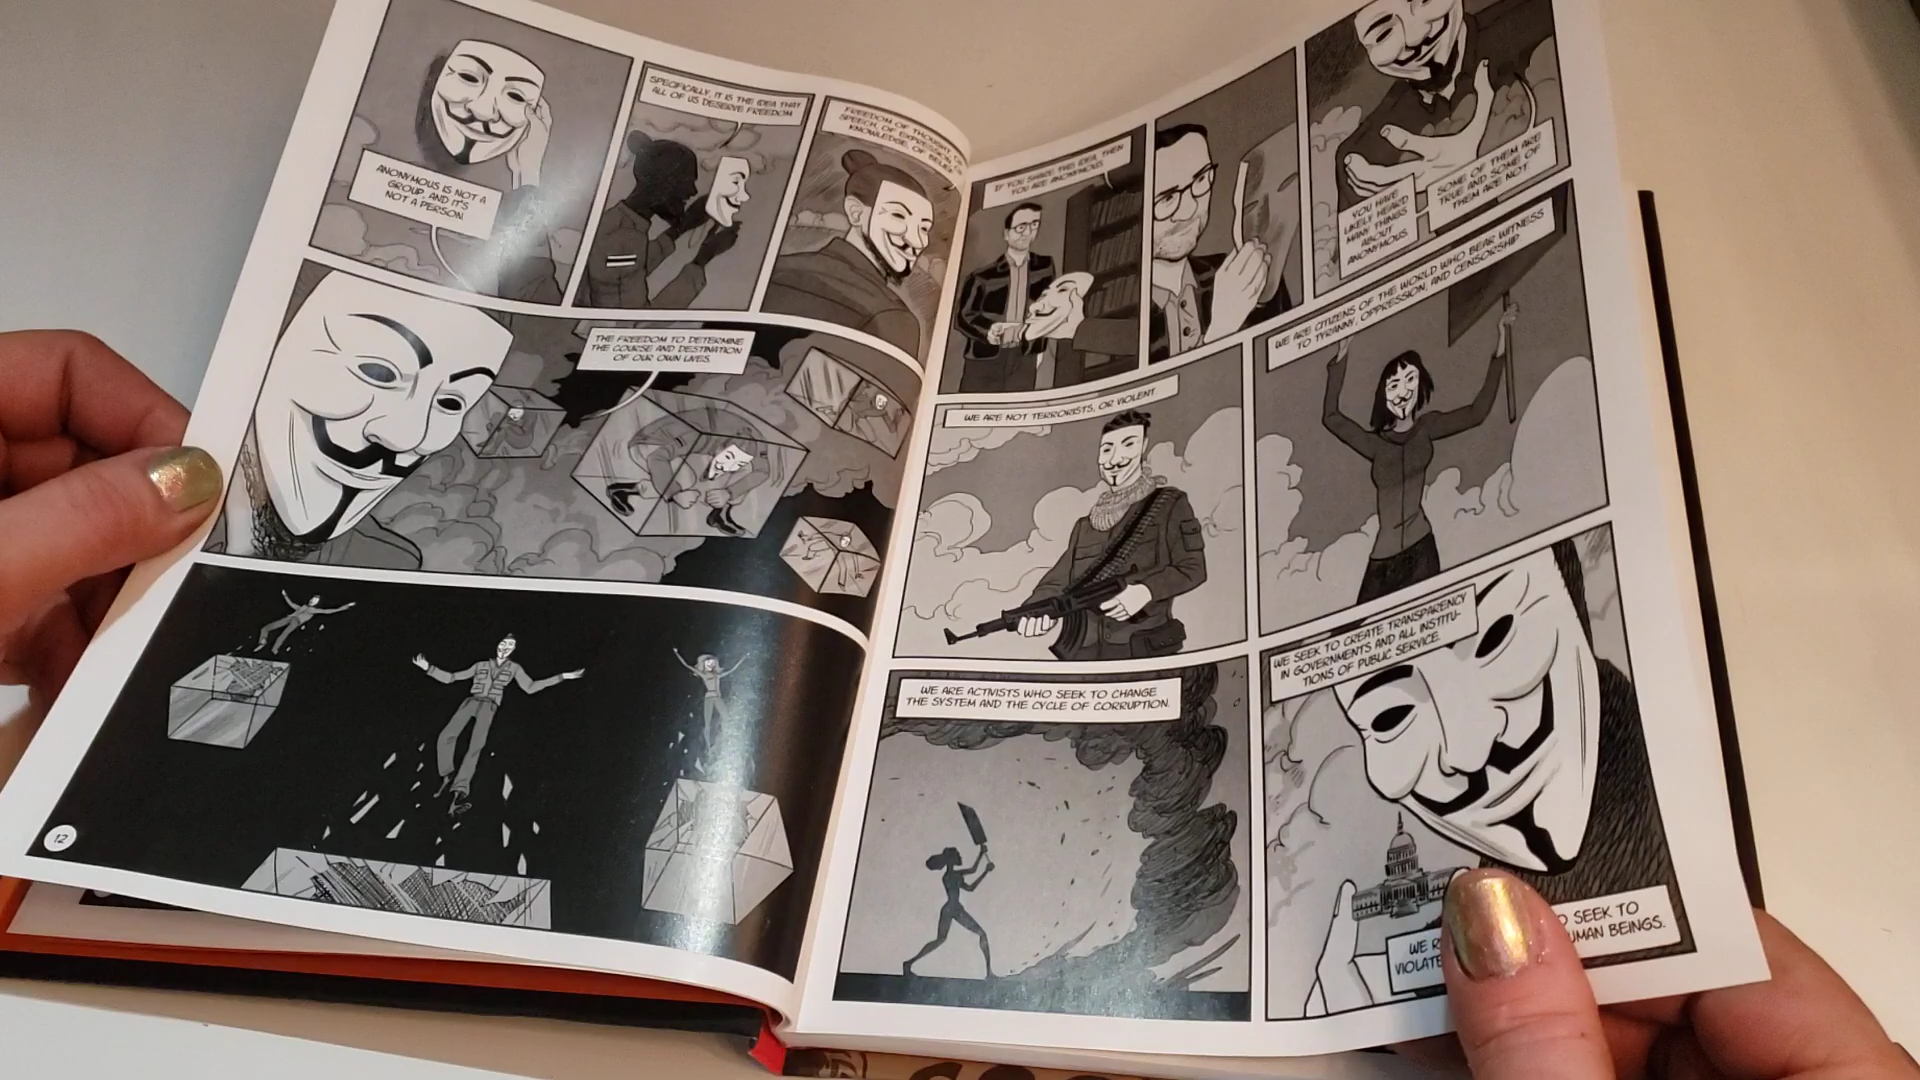 ANONYMOUS IS NOT A
GROUP, AND IT'S
NOT A PERSON.
SPECIFICALLY, IT IS THE IDEA THAT
ALL OF US DESERVE FREEDOM
FREEDOM OF THOUGHT, OF
SPEECH, OF EXPRESSION, OF
KNOWLEDGE, OF BELIEF
THE FREEDOM TO DETERMINE
THE COURSE AND DESTINATION
OF OUR OWN LIVES.
12
IF YOU SHARE THIS IDEA, THEN
YOU ARE ANONYMOUS.
YOU HAVE
LIKELY HEARD
MANY THINGS
ABOUT
ANONYMOUS.
SOME OF THEM ARE
TRUE AND SOME OF
THEM ARE NOT.
WE ARE NOT TERRORISTS, OR VIOLENT.
WE ARE CITIZENS OF THE WORLD WHO BEAR WITNESS
TO TYRANNY, OPPRESSION, AND CENSORSHIP.
WE ARE ACTIVISTS WHO SEEK TO CHANGE
THE SYSTEM AND THE CYCLE OF CORRUPTION.
WE SEEK TO CREATE TRANSPARENCY
IN GOVERNMENTS AND ALL INSTITU-
TIONS OF PUBLIC SERVICE.
WE SEEK TO
VIOLATE BEINGS.